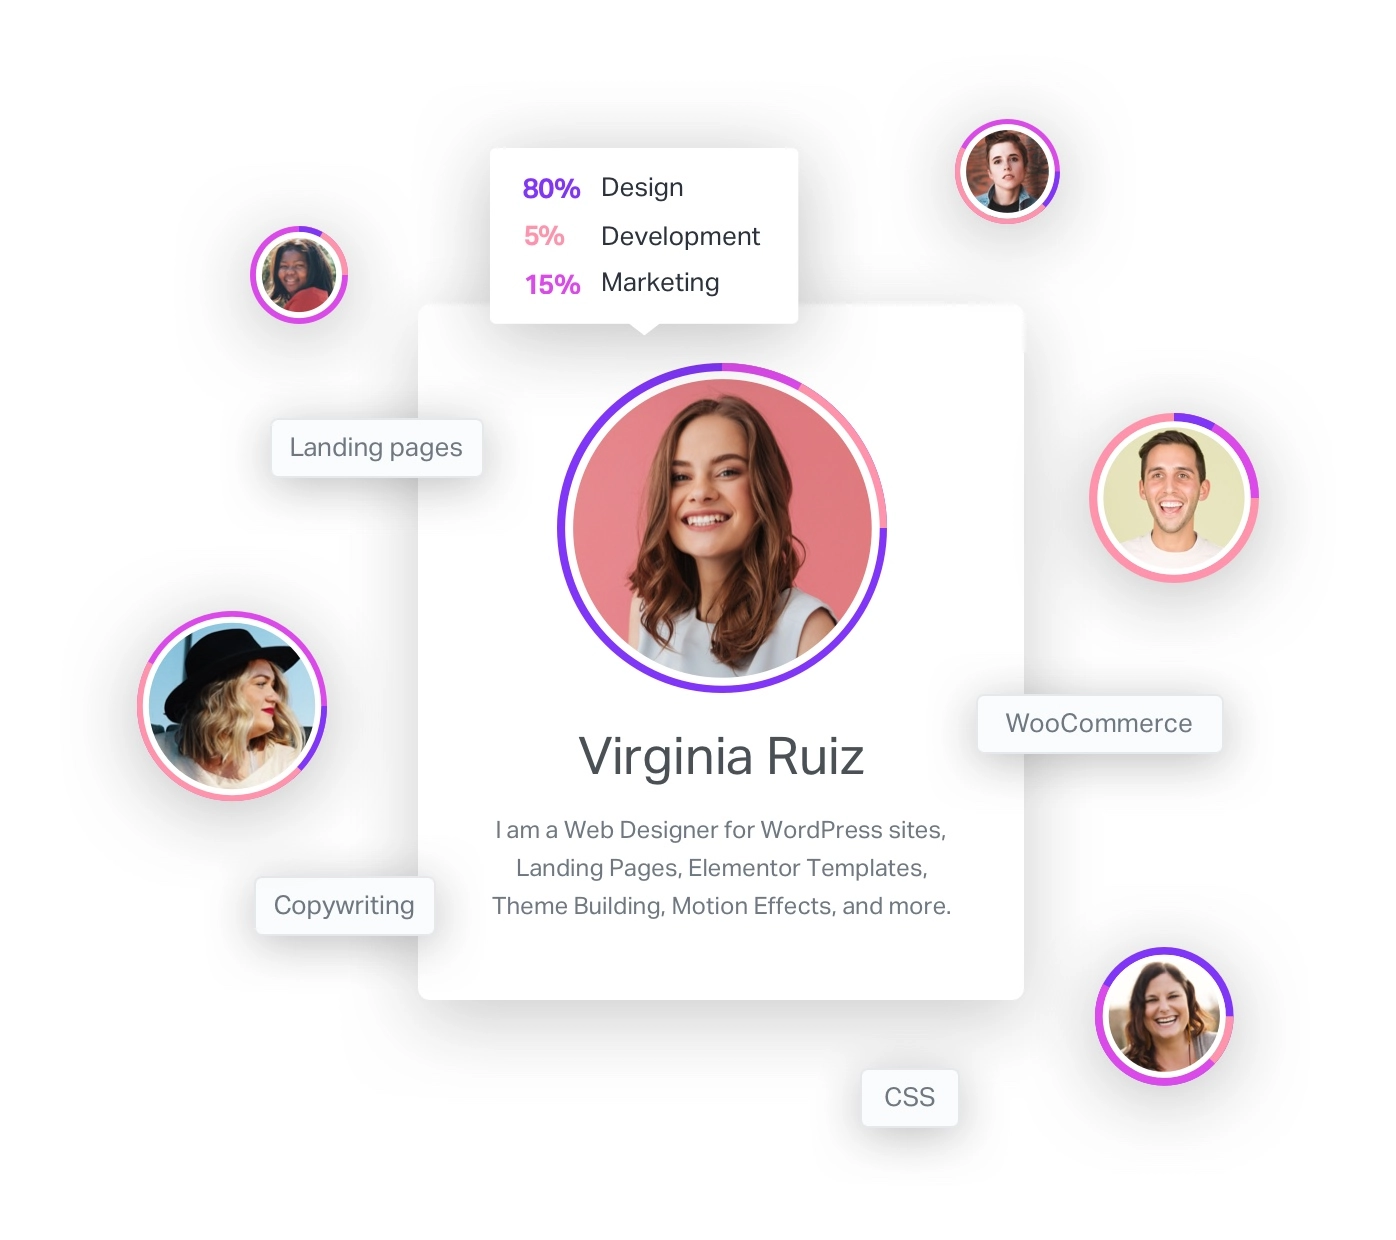 80% Design
5% Development
15% Marketing
Landing pages
WooCommerce
Virginia Ruiz
I am a Web Designer for WordPress sites,
Landing Pages, Elementor Templates,
Theme Building, Motion Effects, and more.
Copywriting
CSS